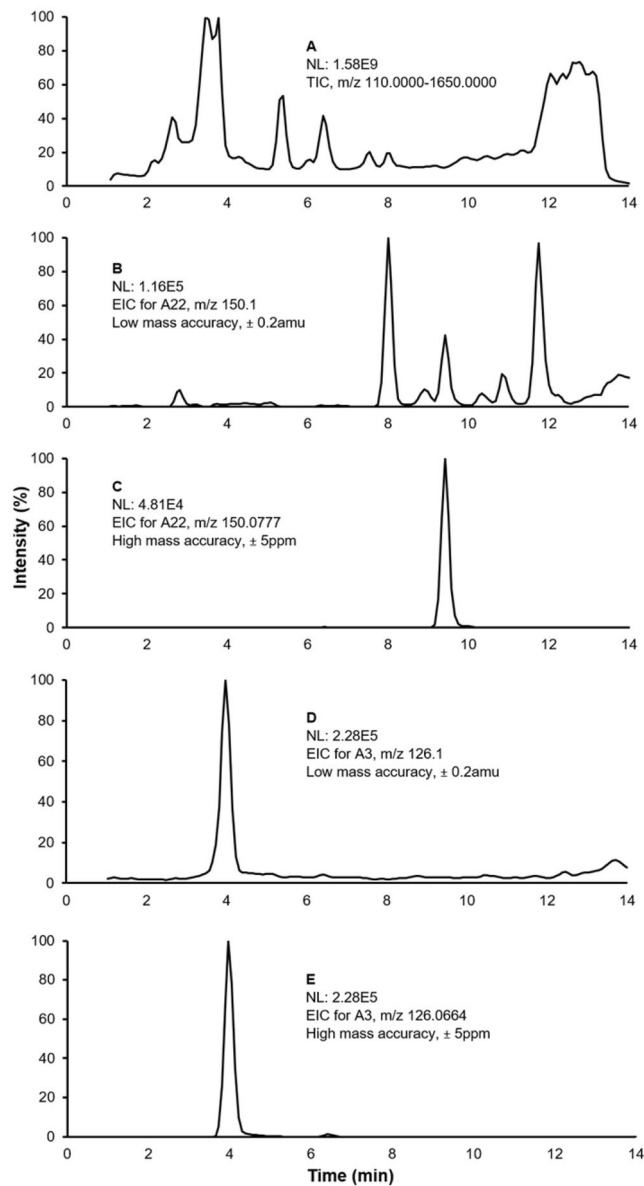 100
80
60
40
20
0
A
NL: 1.58E9
TIC, m/z 110.0000-1650.0000
0 2 4 6 8 10 12 14
100
80
60
40
20
0
B
NL: 1.16E5
EIC for A22, m/z 150.1
Low mass accuracy, ± 0.2amu
0 2 4 6 8 10 12 14
Intensity (%)
100
80
60
40
20
0
C
NL: 4.81E4
EIC for A22, m/z 150.0777
High mass accuracy, ± 5ppm
0 2 4 6 8 10 12 14
100
80
60
40
20
0
D
NL: 2.28E5
EIC for A3, m/z 126.1
Low mass accuracy, ± 0.2amu
0 2 4 6 8 10 12 14
100
80
60
40
20
0
E
NL: 2.28E5
EIC for A3, m/z 126.0664
High mass accuracy, ± 5ppm
0 2 4 6 8 10 12 14
Time (min)